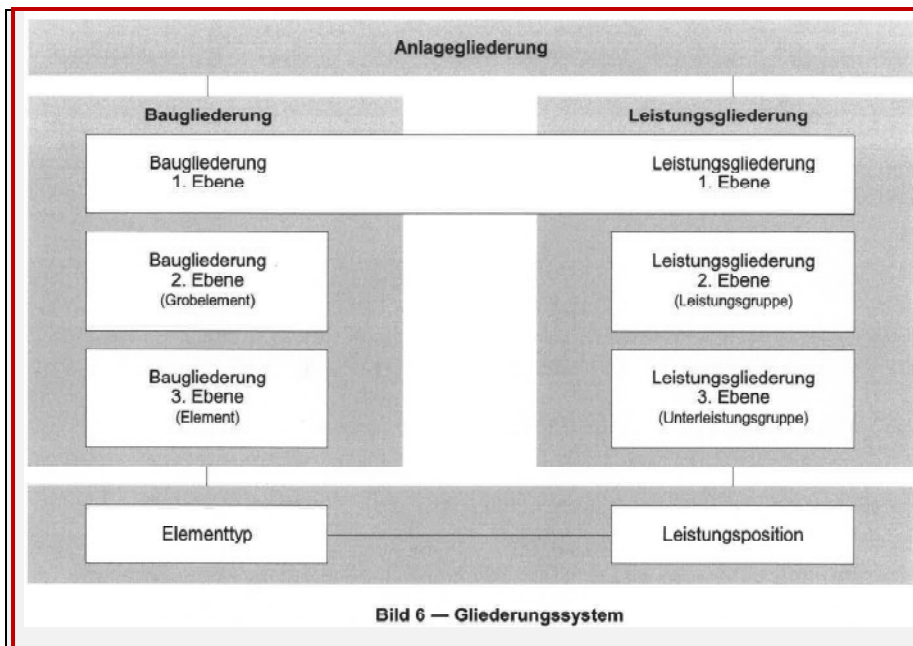 Anlagegliederung
Baugliederung
Leistungsgliederung
Baugliederung
1. Ebene
Leistungsgliederung
1. Ebene
Baugliederung
2. Ebene
(Grobelement)
Leistungsgliederung
2. Ebene
(Leistungsgruppe)
Baugliederung
3. Ebene
(Element)
Leistungsgliederung
3. Ebene
(Unterleistungsgruppe)
Elementtyp
Leistungsposition
Bild 6 — Gliederungssystem